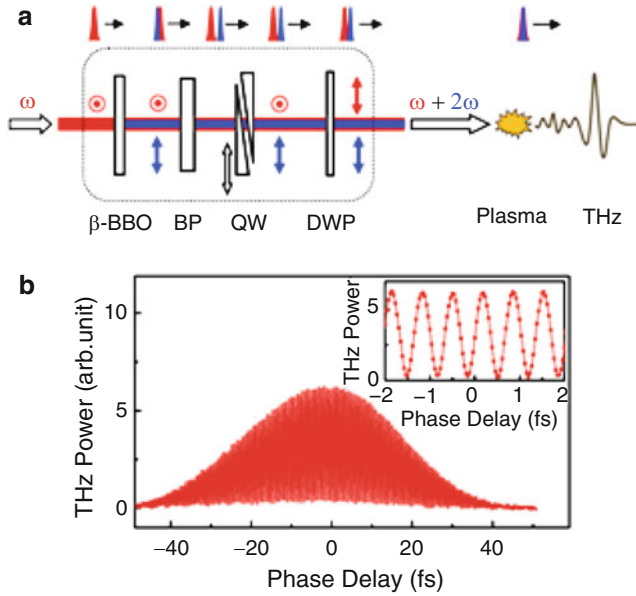 a
ω
ω + 2ω
β-BBO BP QW DWP
Plasma THz
b
THz Power (arb.unit)
10
5
0
−40 −20 0 20 40
Phase Delay (fs)
THz Power
5
0
−2 −1 0 1 2
Phase Delay (fs)